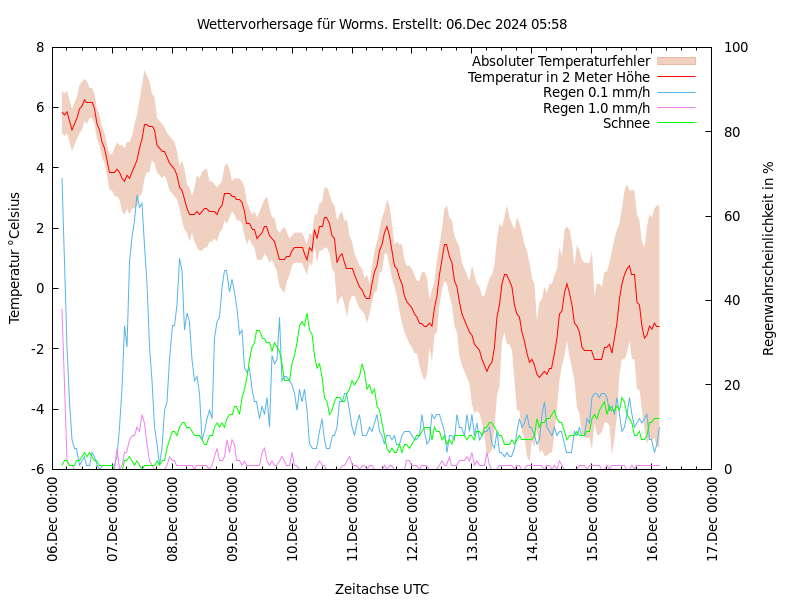 Wettervorhersage für Worms. Erstellt: 06.Dec 2024 05:58
Absoluter Temperaturfehler
Temperatur in 2 Meter Höhe
Regen 0.1 mm/h
Regen 1.0 mm/h
Schnee
Temperatur °Celsius
8
6
4
2
0
-2
-4
-6
Regenwahrscheinlichkeit in %
100
80
60
40
20
0
06.Dec 00:00
07.Dec 00:00
08.Dec 00:00
09.Dec 00:00
10.Dec 00:00
11.Dec 00:00
12.Dec 00:00
13.Dec 00:00
14.Dec 00:00
15.Dec 00:00
16.Dec 00:00
17.Dec 00:00
Zeitachse UTC